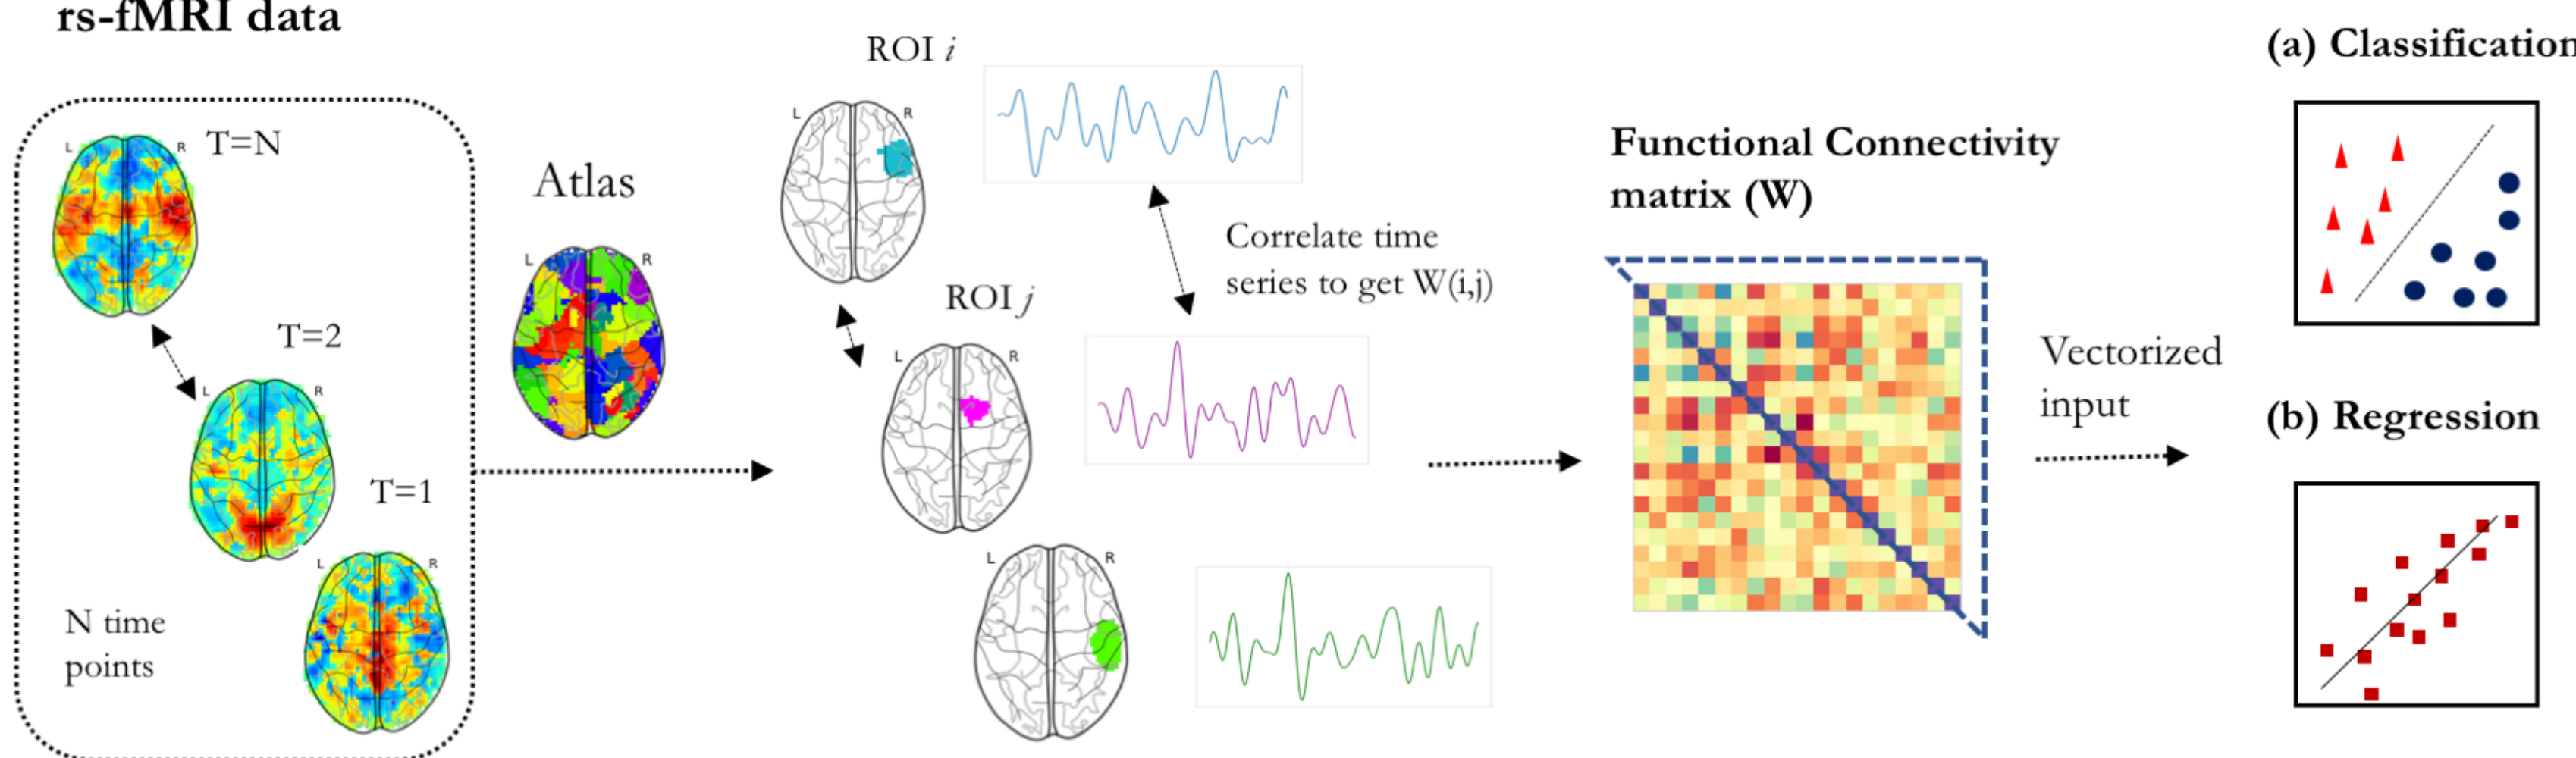 rs-fMRI data
L R T=N
T=2
L R
T=1
L R
N time
points
Atlas
L R
ROI i
L R
ROI j
L R
L R
Correlate time
series to get W(i,j)
Functional Connectivity
matrix (W)
Vectorized
input
(a) Classification
(b) Regression